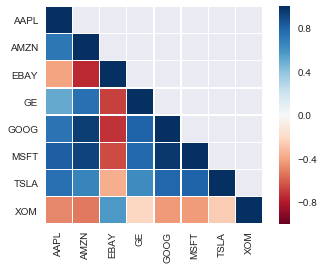 AAPL
AMZN
EBAY
GE
GOOG
MSFT
TSLA
XOM
AAPL
AMZN
EBAY
GE
GOOG
MSFT
TSLA
XOM
0.8
0.4
0.0
−0.4
−0.8